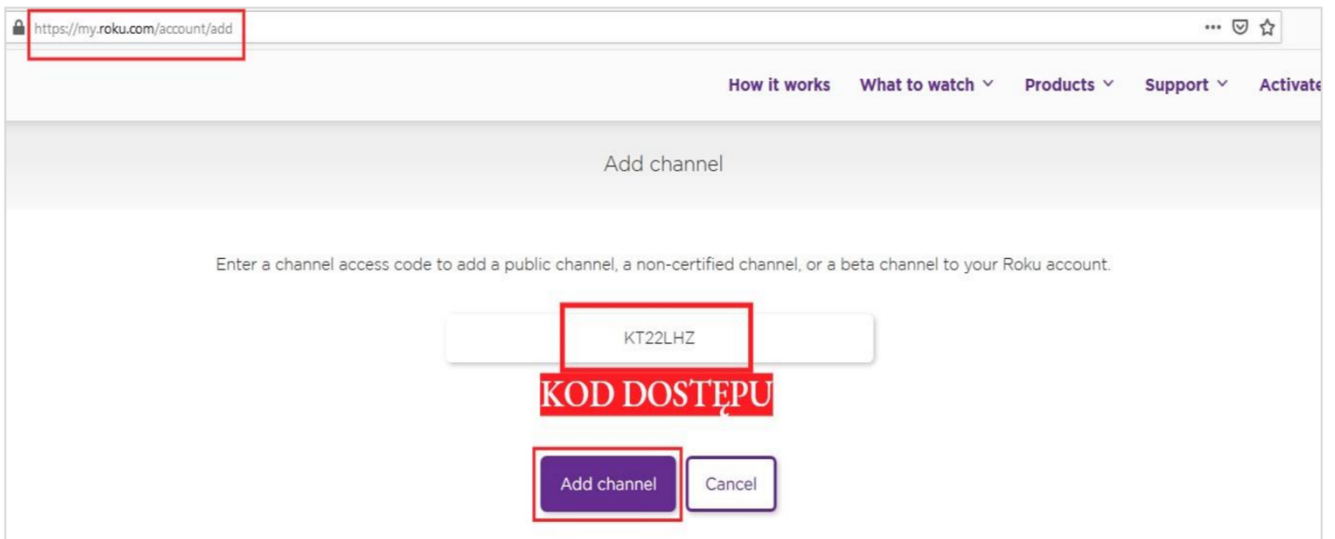 https://my.roku.com/account/add
How it works What to watch Products Support Activate
Add channel
Enter a channel access code to add a public channel, a non-certified channel, or a beta channel to your Roku account.
KT22LHZ
KOD DOSTĘPU
Add channel Cancel